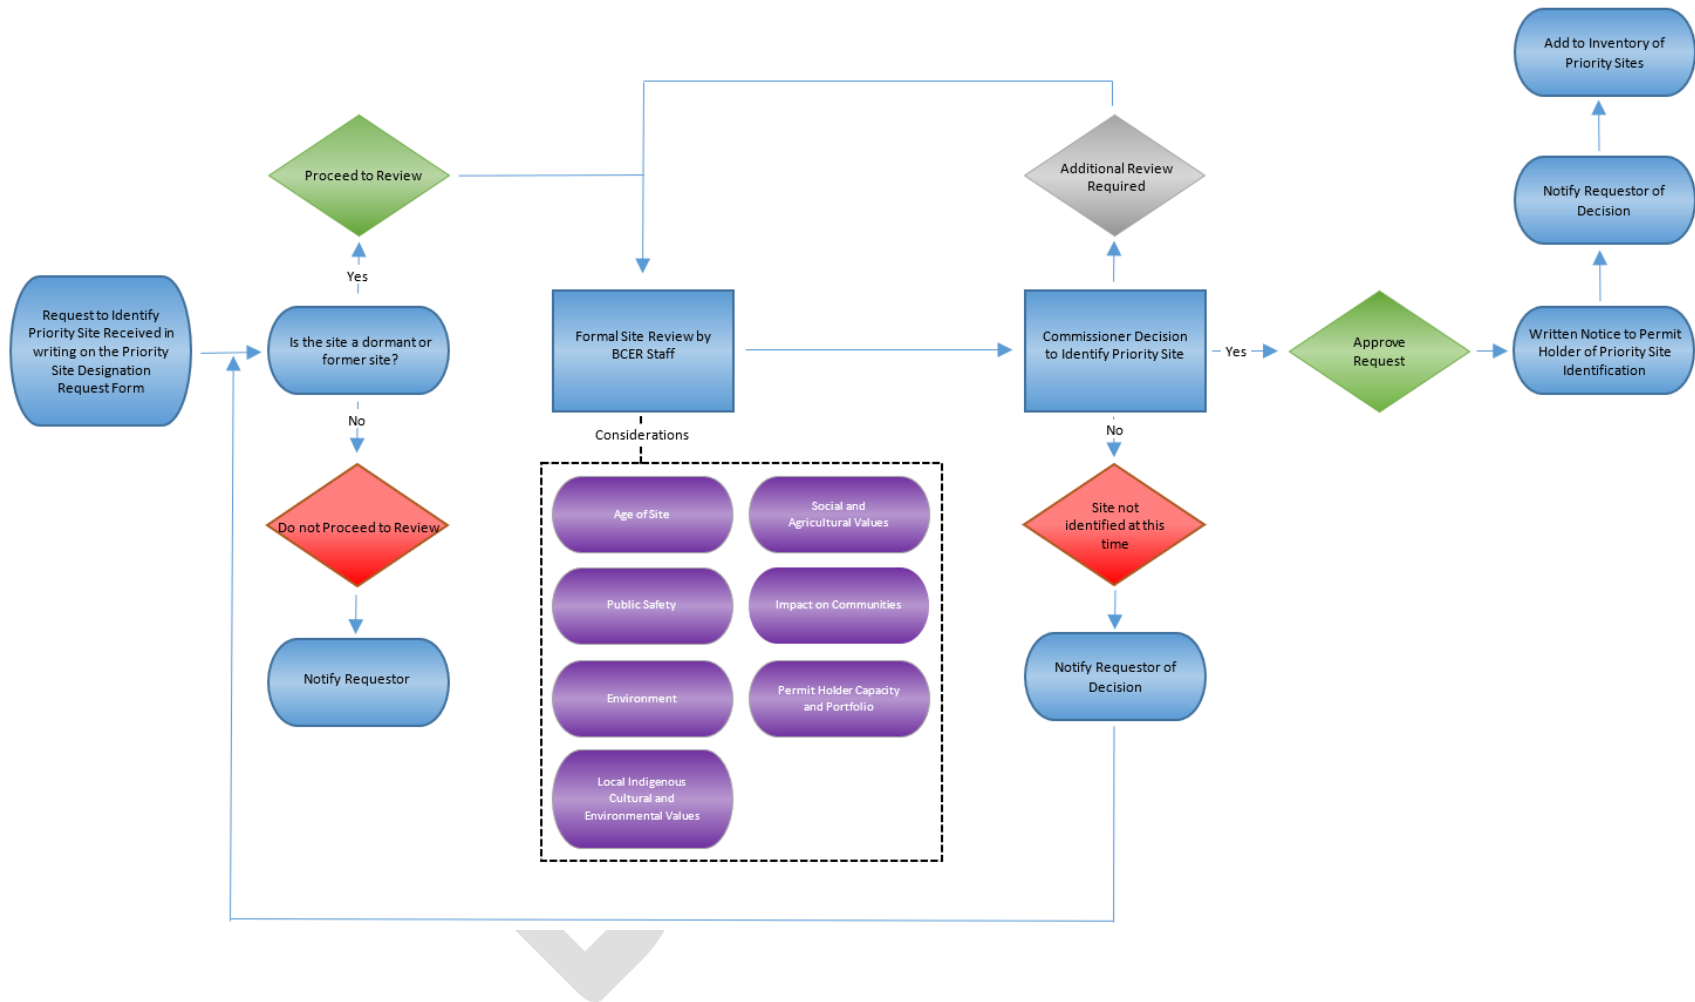 Request to Identify
Priority Site Received in
writing on the Priority
Site Designation
Request Form
Proceed to Review
Yes
Is the site a dormant or
former site?
No
Do not Proceed to Review
Notify Requestor
Formal Site Review by
BCER Staff
Considerations
Age of Site
Social and
Agricultural Values
Public Safety
Impact on Communities
Environment
Permit Holder Capacity
and Portfolio
Local Indigenous
Cultural and
Environmental Values
Additional Review
Required
Commissioner Decision
to Identify Priority Site
Yes
No
Site not
identified at this
time
Notify Requestor of
Decision
Approve
Request
Written Notice to Permit
Holder of Priority Site
Identification
Notify Requestor of
Decision
Add to Inventory of
Priority Sites